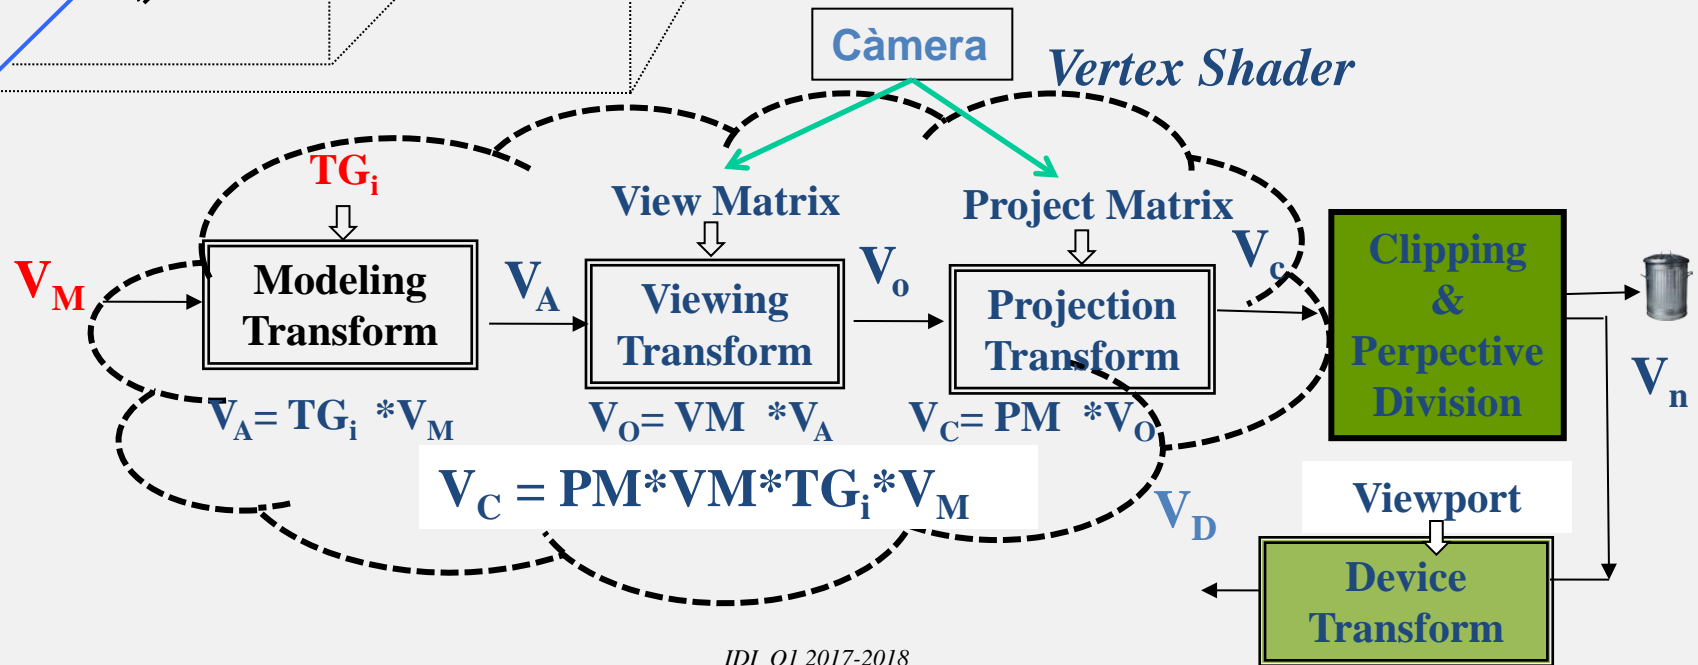 Càmera
Vertex Shader
TGi
View Matrix
Project Matrix
VM
Modeling
Transform
VA
Viewing
Transform
Vo
Projection
Transform
Vc
Clipping
&
Perpective
Division
Vn
VA= TGi *VM
VO= VM *VA
VC= PM *VO
VC = PM*VM*TGi*VM
VD
Viewport
Device
Transform
IDI Q1 2017-2018